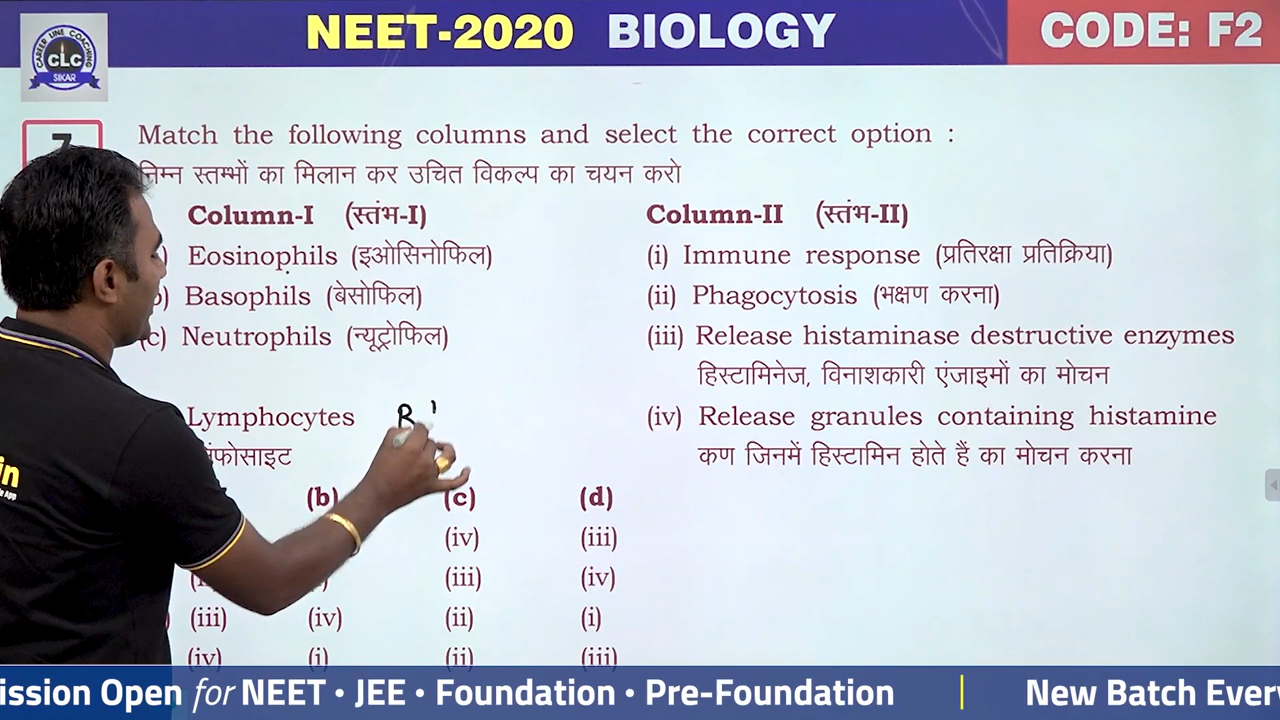 NEET-2020 BIOLOGY CODE: F2
CAREER LINE COACHING
CLC
SIKAR
7
Match the following columns and select the correct option :
निम्न स्तम्भों का मिलान कर उचित विकल्प का चयन करो
Column-I (स्तंभ-I) Column-II (स्तंभ-II)
Eosinophils (इओसिनोफिल) (i) Immune response (प्रतिरक्षा प्रतिक्रिया)
Basophils (बेसोफिल) (ii) Phagocytosis (भक्षण करना)
(c) Neutrophils (न्यूट्रोफिल) (iii) Release histaminase destructive enzymes
हिस्टामिनेज, विनाशकारी एंजाइमों का मोचन
Lymphocytes B (iv) Release granules containing histamine
कण जिनमें हिस्टामिन होते हैं का मोचन करना
in
(b) (c) (d)
(iv) (iii)
(iii) (iv)
(iii) (iv) (ii) (i)
(iv) (i) (ii) (iii)
Open for NEET • JEE • Foundation • Pre-Foundation | New Batch